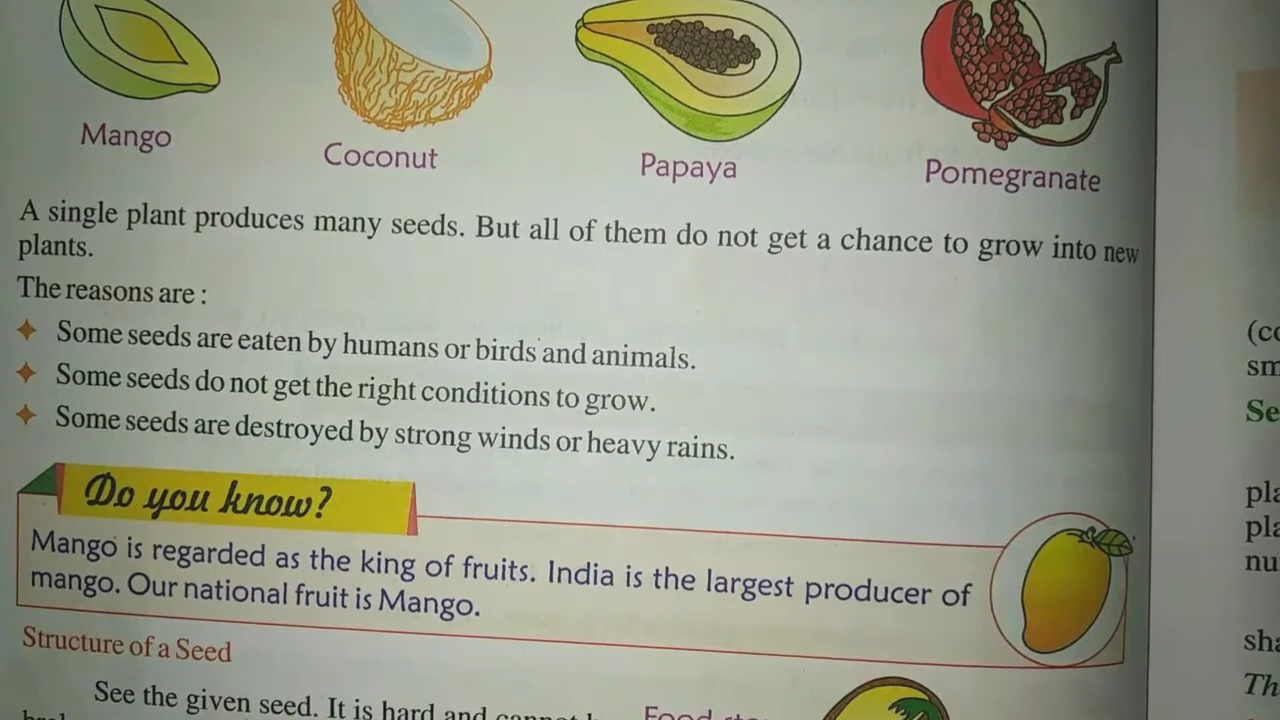 Mango
Coconut
Papaya
Pomegranate
A single plant produces many seeds. But all of them do not get a chance to grow into new
plants.
The reasons are :
Some seeds are eaten by humans or birds and animals.
Some seeds do not get the right conditions to grow.
Some seeds are destroyed by strong winds or heavy rains.
Do you know?
Mango is regarded as the king of fruits. India is the largest producer of
mango. Our national fruit is Mango.
Structure of a Seed
See the given seed. It is hard and
Food